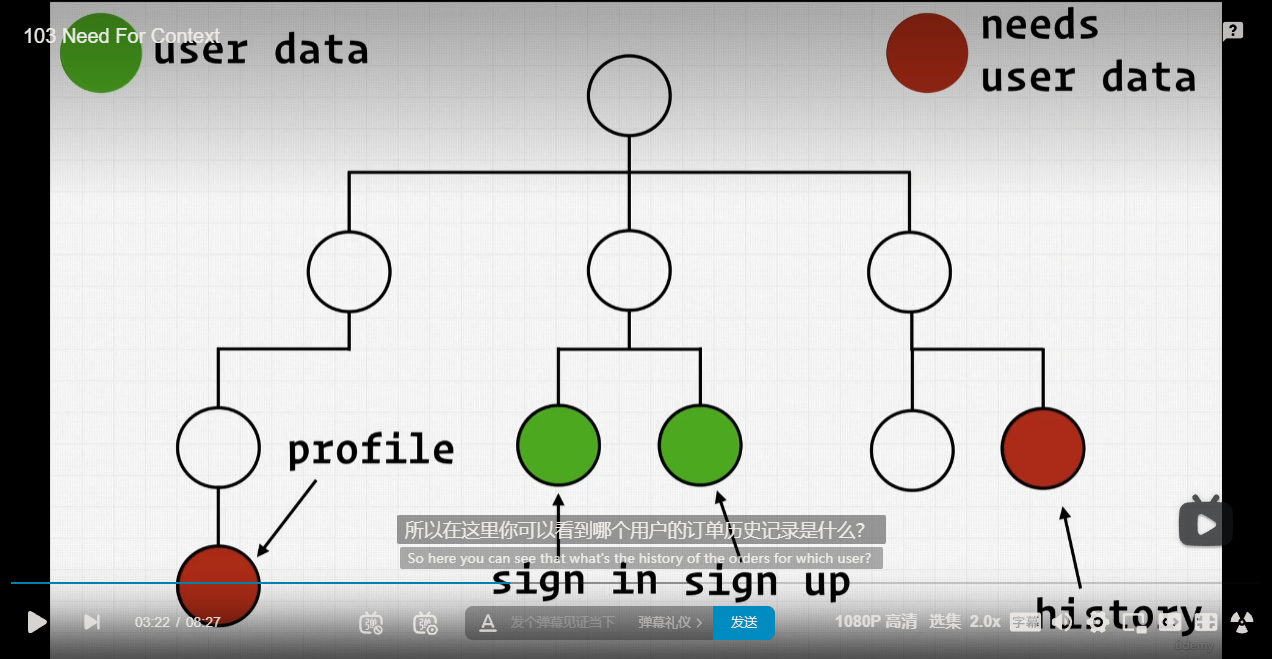 103 Need For Context
user data
needs
user data
profile
所以在这里你可以看到哪个用户的订单历史记录是什么？
So here you can see that what's the history of the orders for which user?
sign in
sign up
history
03:22 / 08:27
弹
弹
A
发个弹幕见证当下
弹幕礼仪 >
发送
1080P 高清
选集
2.0x
字幕
Udemy
?